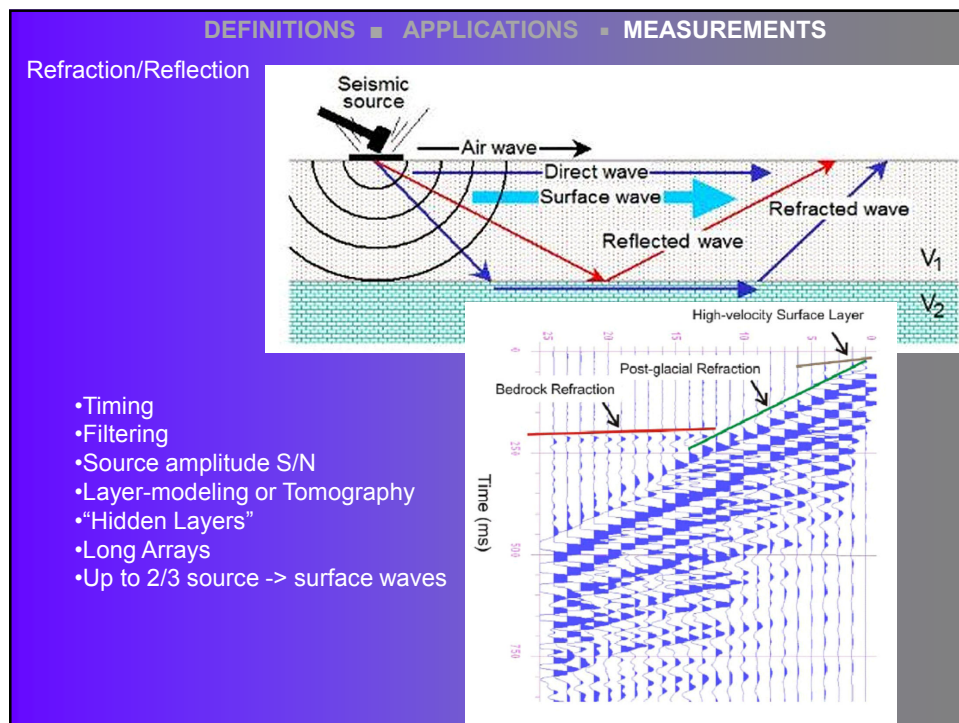 DEFINITIONS ■ APPLICATIONS ▪ MEASUREMENTS
Refraction/Reflection
Seismic
source
Air wave
Direct wave
Surface wave
Refracted wave
Reflected wave
V1
V2
High-velocity Surface Layer
Post-glacial Refraction
Bedrock Refraction
25 20 15 10 5 0
0
250
500
750
Time (ms)
•Timing
•Filtering
•Source amplitude S/N
•Layer-modeling or Tomography
•“Hidden Layers”
•Long Arrays
•Up to 2/3 source -> surface waves